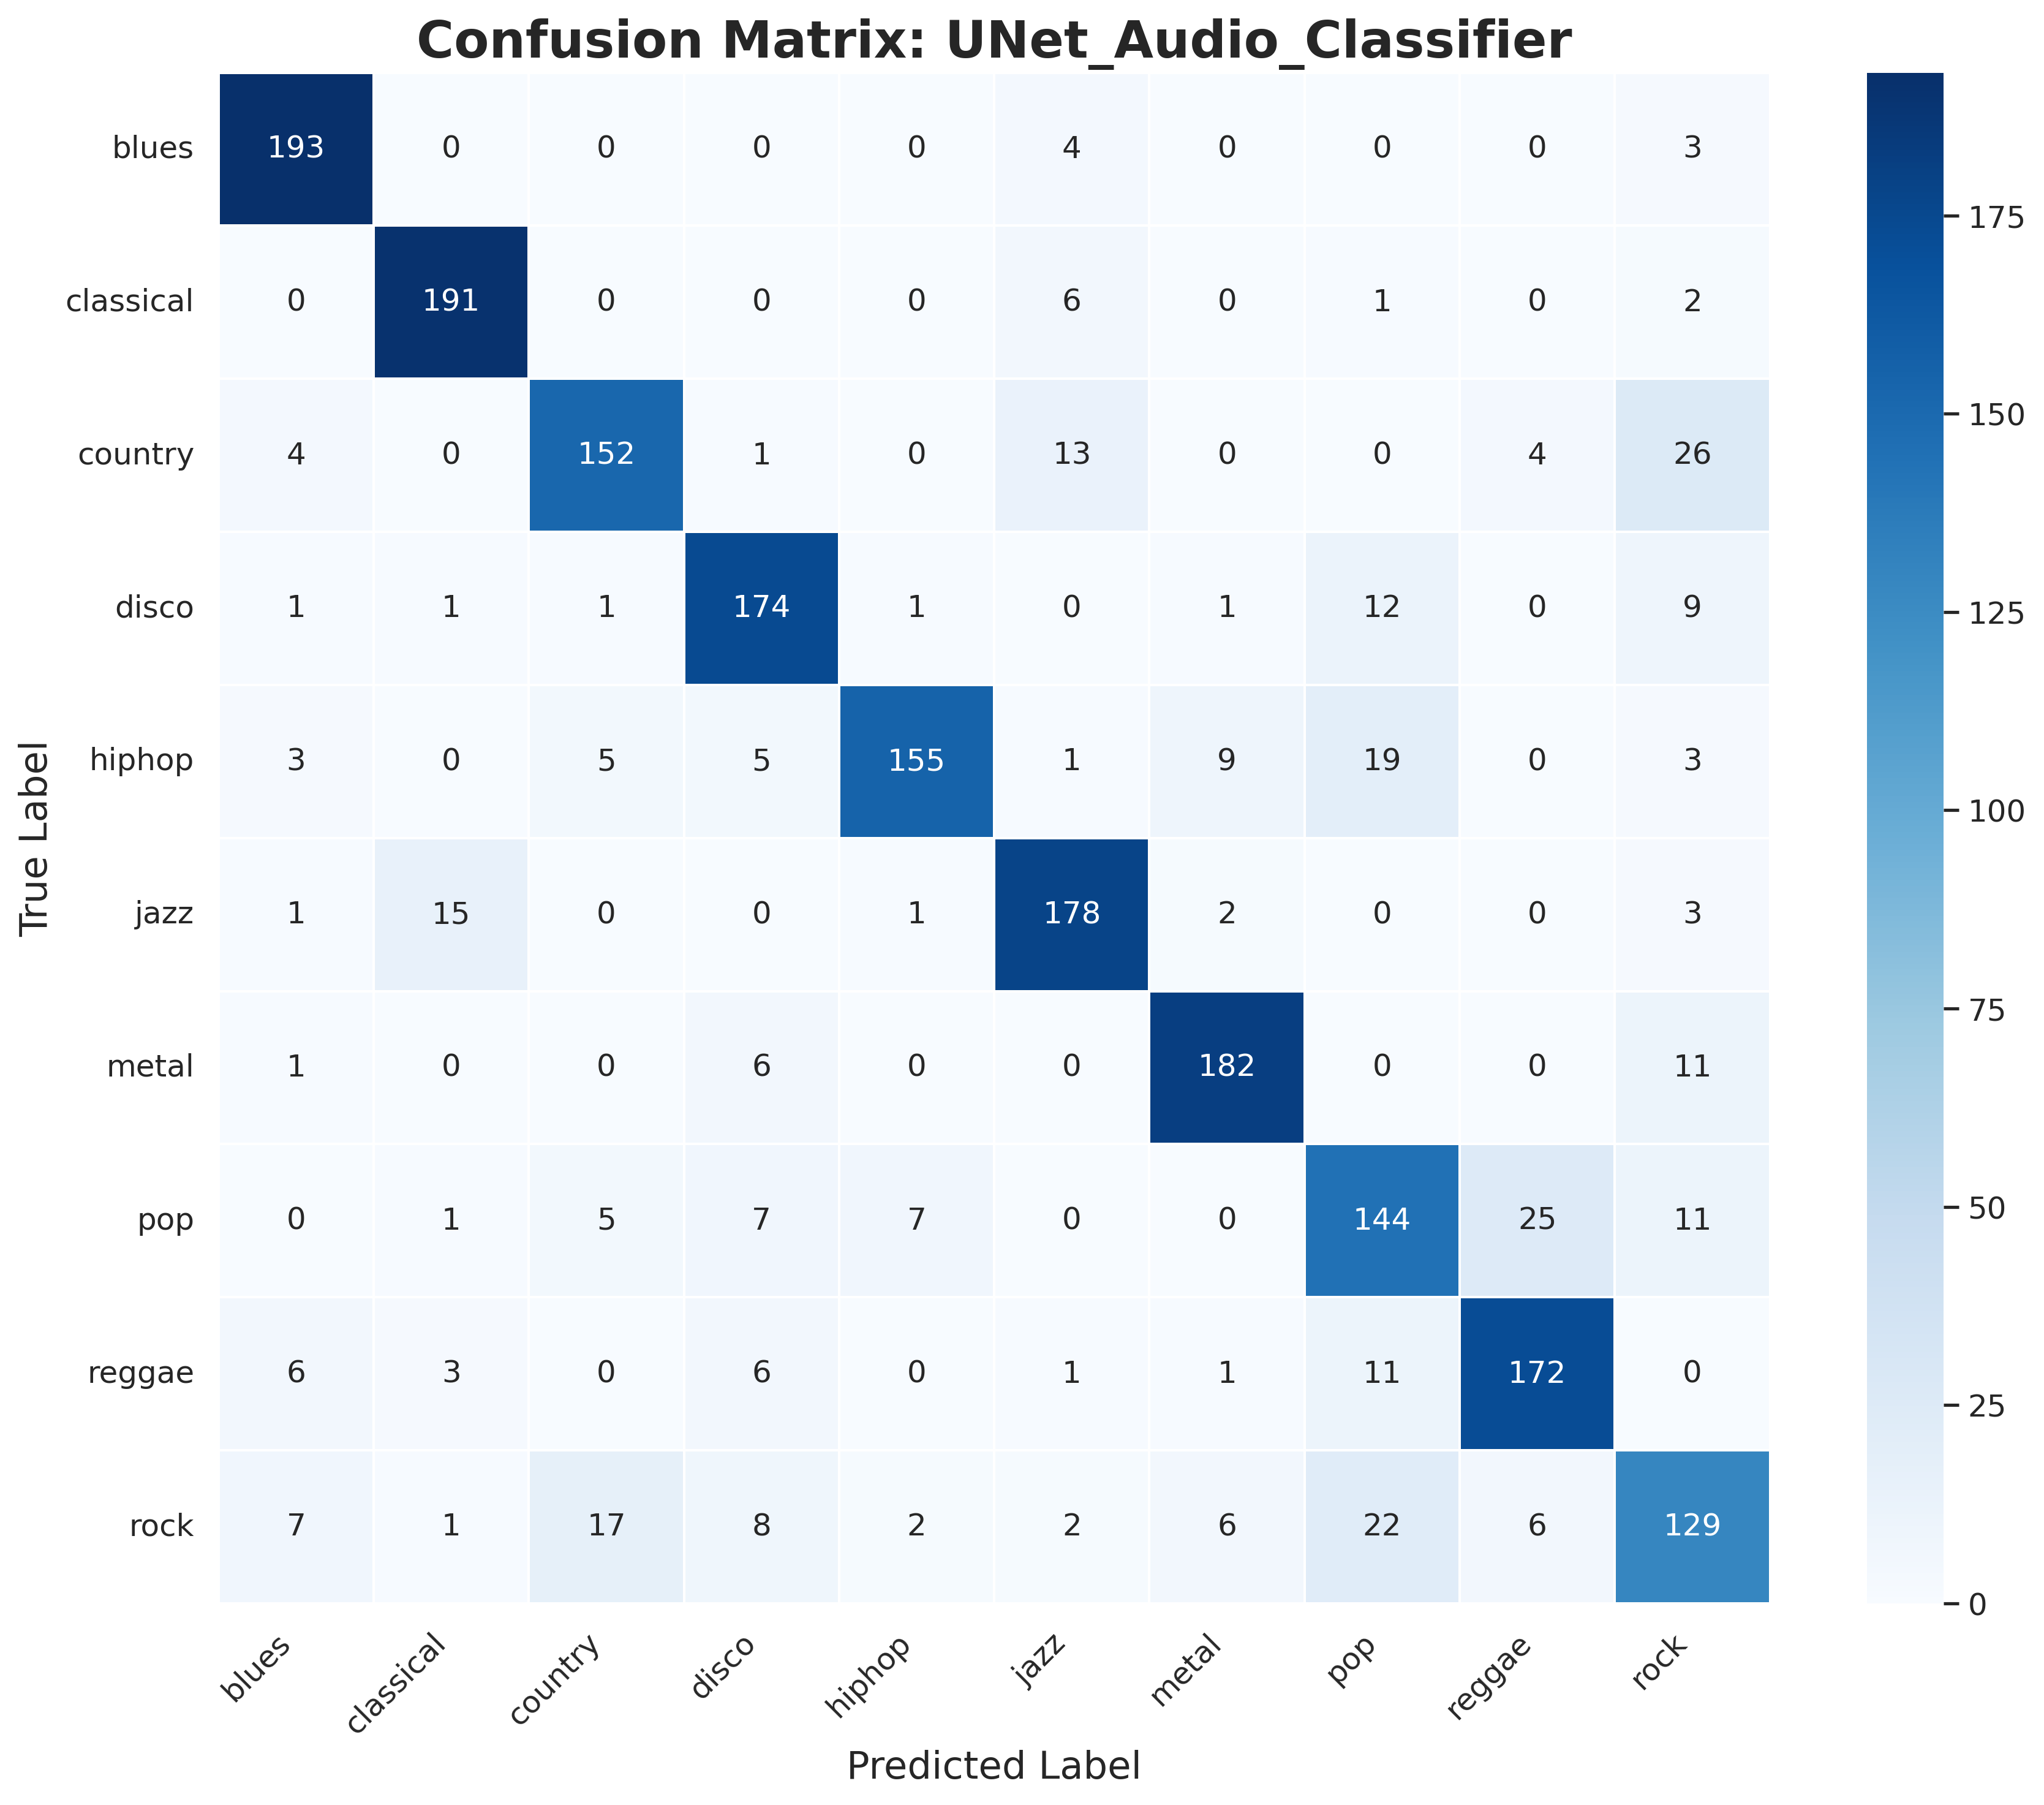 Confusion Matrix: UNet_Audio_Classifier
blues 193 0 0 0 0 4 0 0 0 3
classical 0 191 0 0 0 6 0 1 0 2
country 4 0 152 1 0 13 0 0 4 26
disco 1 1 1 174 1 0 1 12 0 9
hiphop 3 0 5 5 155 1 9 19 0 3
jazz 1 15 0 0 1 178 2 0 0 3
metal 1 0 0 6 0 0 182 0 0 11
pop 0 1 5 7 7 0 0 144 25 11
reggae 6 3 0 6 0 1 1 11 172 0
rock 7 1 17 8 2 2 6 22 6 129
True Label
blues classical country disco hiphop jazz metal pop reggae rock
Predicted Label
175
150
125
100
75
50
25
0